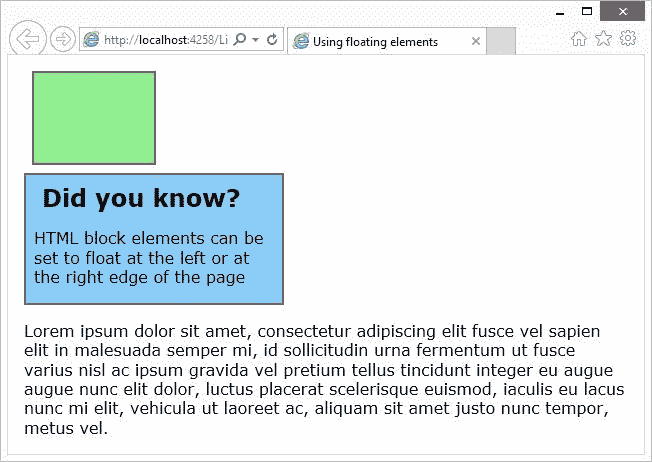 http://localhost:4258/Li
Using floating elements
Did you know?
HTML block elements can be
set to float at the left or at
the right edge of the page
Lorem ipsum dolor sit amet, consectetur adipiscing elit fusce vel sapien
elit in malesuada semper mi, id sollicitudin urna fermentum ut fusce
varius nisl ac ipsum gravida vel pretium tellus tincidunt integer eu augue
augue nunc elit dolor, luctus placerat scelerisque euismod, iaculis eu lacus
nunc mi elit, vehicula ut laoreet ac, aliquam sit amet justo nunc tempor,
metus vel.